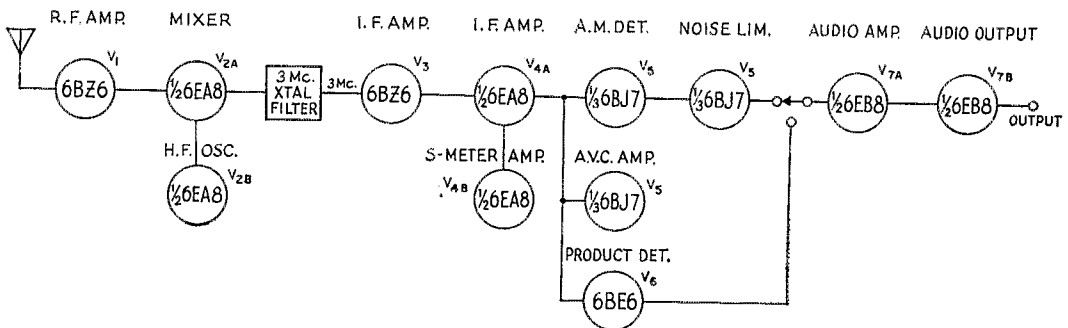 R.F. AMP. MIXER I.F. AMP. I.F. AMP. A.M. DET. NOISE LIM. AUDIO AMP. AUDIO OUTPUT
V1 V2A V3 V4A V5 V5 V7A V7B
6BZ6 ½6EA8 3 Mc. XTAL FILTER 3 Mc. 6BZ6 ½6EA8 ⅓6BJ7 ⅓6BJ7 ½6EB8 ½6EB8
OUTPUT
H.F. OSC. S-METER AMP. A.V.C. AMP.
V2B V4B V5
½6EA8 ½6EA8 ⅓6BJ7
PRODUCT DET.
V6
6BE6